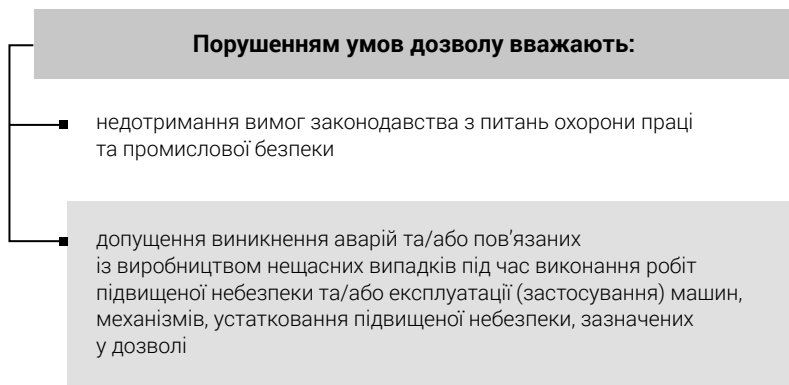 Порушенням умов дозволу вважають:
недотримання вимог законодавства з питань охорони праці
та промислової безпеки
допущення виникнення аварій та/або пов’язаних
із виробництвом нещасних випадків під час виконання робіт
підвищеної небезпеки та/або експлуатації (застосування) машин,
механізмів, устатковання підвищеної небезпеки, зазначених
у дозволі